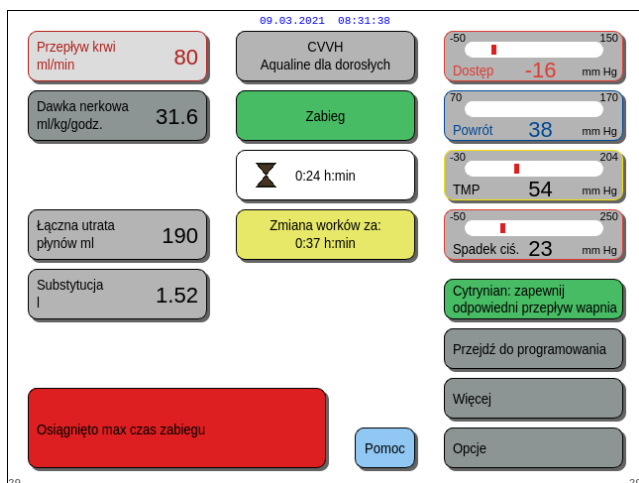 09.03.2021 08:31:38
Przepływ krwi
ml/min
80
CVVH
Aqualine dla dorosłych
-50
150
Dostęp
-16
mm Hg
Dawka nerkowa
ml/kg/godz.
31.6
Zabieg
70
170
Powrót
38
mm Hg
0:24 h:min
-30
204
TMP
54
mm Hg
Łączna utrata
płynów ml
190
Zmiana worków za:
0:37 h:min
-50
250
Spadek ciś.
23
mm Hg
Substytucja
l
1.52
Cytrynian: zapewnij
odpowiedni przepływ wapnia
Przejdź do programowania
Więcej
Osiągnięto max czas zabiegu
Pomoc
Opcje